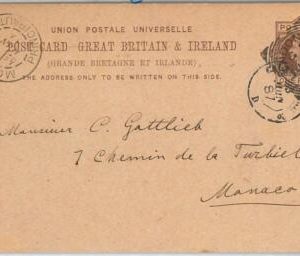 UNION POSTALE UNIVERSELLE
POST CARD GREAT BRITAIN & IRELAND
(GRANDE BRETAGNE ET IRLANDE)
THE ADDRESS ONLY TO BE WRITTEN ON THIS SIDE.
Monsieur C. Gottlieb
7 Chemin de la Turbie
Monaco